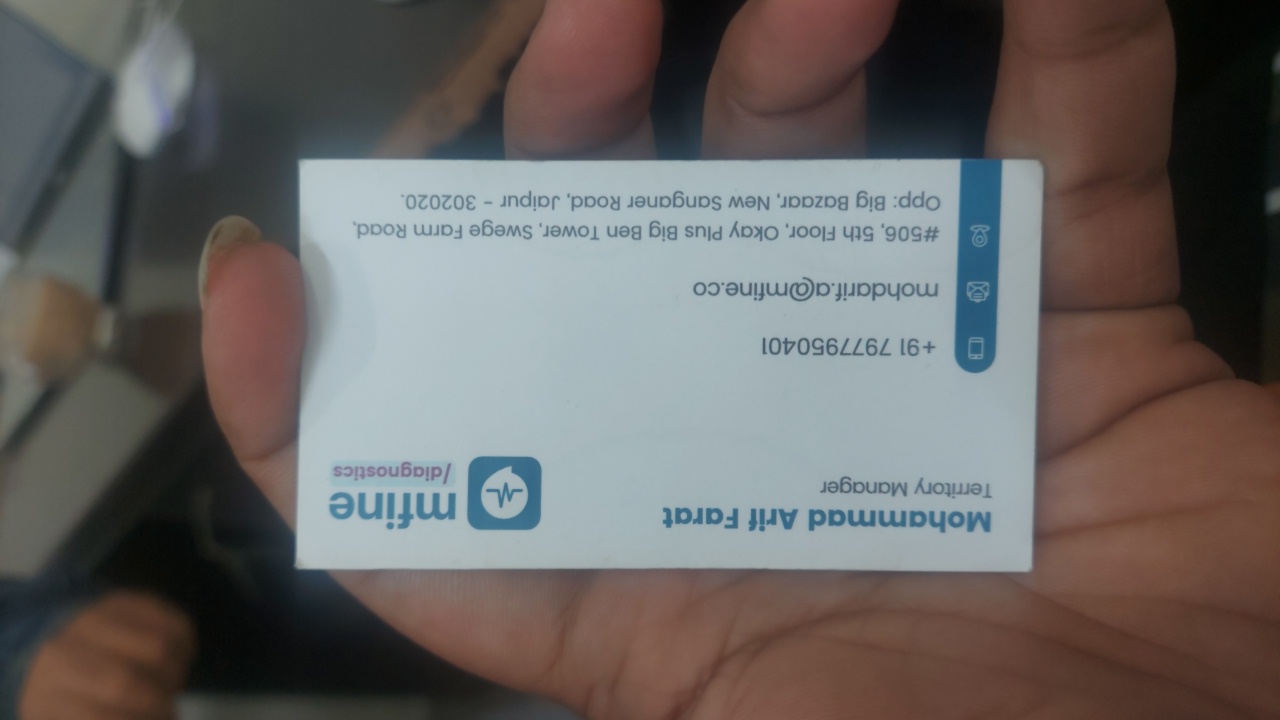 Mohammad Arif Farat
Territory Manager
mfine
/diagnostics
+91 7977950401
mohdarif.a@mfine.co
#506, 5th Floor, Okay Plus Big Ben Tower, Swege Farm Road,
Opp: Big Bazaar, New Sanganer Road, Jaipur - 302020.